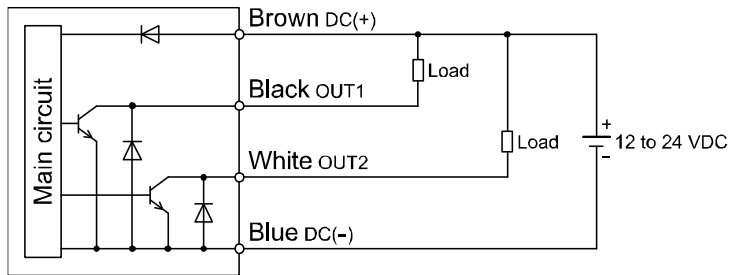 Brown DC(+)
Main circuit
Load
Black OUT1
+
Load
12 to 24 VDC
−
White OUT2
Blue DC(−)